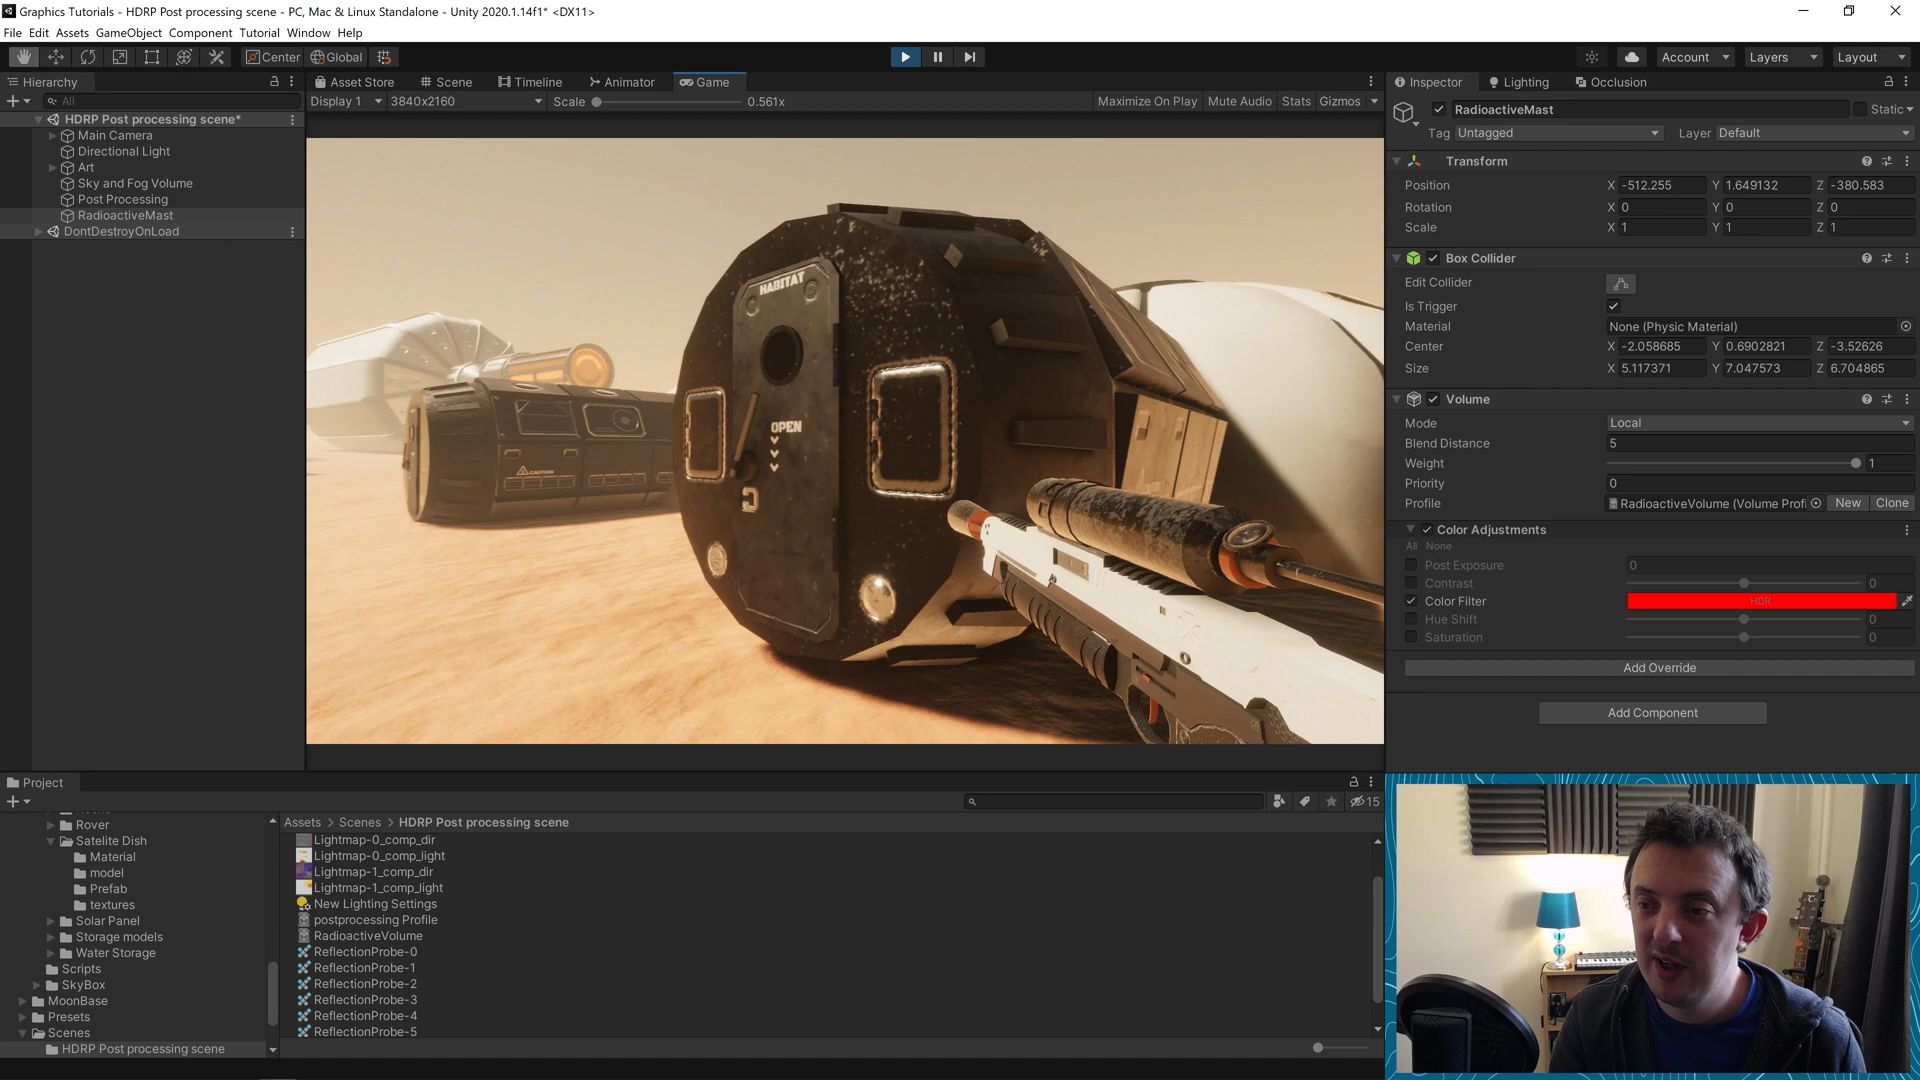 Graphics Tutorials - HDRP Post processing scene - PC, Mac & Linux Standalone - Unity 2020.1.14f1* <DX11>
File Edit Assets GameObject Component Tutorial Window Help
Center Global Account Layers Layout
Hierarchy
All
HDRP Post processing scene*
Main Camera
Directional Light
Art
Sky and Fog Volume
Post Processing
RadioactiveMast
DontDestroyOnLoad
Asset Store Scene Timeline Animator Game
Display 1 3840x2160 Scale 0.561x Maximize On Play Mute Audio Stats Gizmos
HABITAT
OPEN
CAUTION
Inspector Lighting Occlusion
RadioactiveMast Static
Tag Untagged Layer Default
Transform
Position X -512.255 Y 1.649132 Z -380.583
Rotation X 0 Y 0 Z 0
Scale X 1 Y 1 Z 1
Box Collider
Edit Collider
Is Trigger
Material None (Physic Material)
Center X -2.058685 Y 0.6902821 Z -3.52626
Size X 5.117371 Y 7.047573 Z 6.704865
Volume
Mode Local
Blend Distance 5
Weight 1
Priority 0
Profile RadioactiveVolume (Volume Profi New Clone
Color Adjustments
All None
Post Exposure 0
Contrast 0
Color Filter HDR
Hue Shift 0
Saturation 0
Add Override
Add Component
Project
15
Rover
Satelite Dish
Material
model
Prefab
textures
Solar Panel
Storage models
Water Storage
Scripts
SkyBox
MoonBase
Presets
Scenes
HDRP Post processing scene
Assets > Scenes > HDRP Post processing scene
Lightmap-0_comp_dir
Lightmap-0_comp_light
Lightmap-1_comp_dir
Lightmap-1_comp_light
New Lighting Settings
postprocessing Profile
RadioactiveVolume
ReflectionProbe-0
ReflectionProbe-1
ReflectionProbe-2
ReflectionProbe-3
ReflectionProbe-4
ReflectionProbe-5